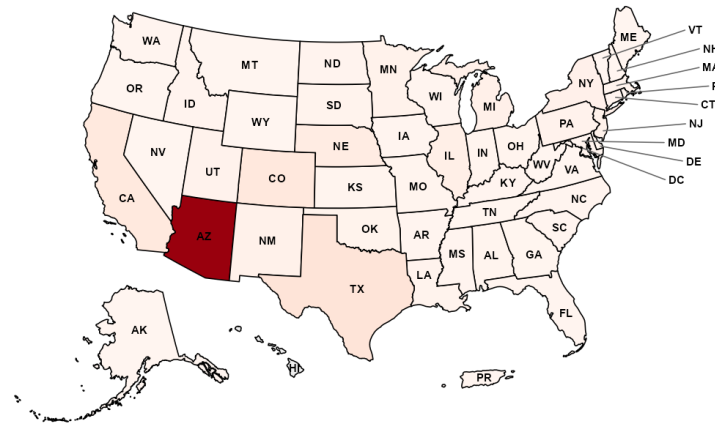 WA
MT
ND
MN
ME
VT
NH
MA
OR
ID
SD
WI
MI
NY
CT
WY
IA
PA
NJ
NE
IL
IN
OH
MD
NV
UT
CO
WV
VA
DE
DC
KS
MO
KY
CA
NC
TN
AZ
NM
OK
AR
SC
MS
AL
GA
LA
TX
FL
AK
HI
PR